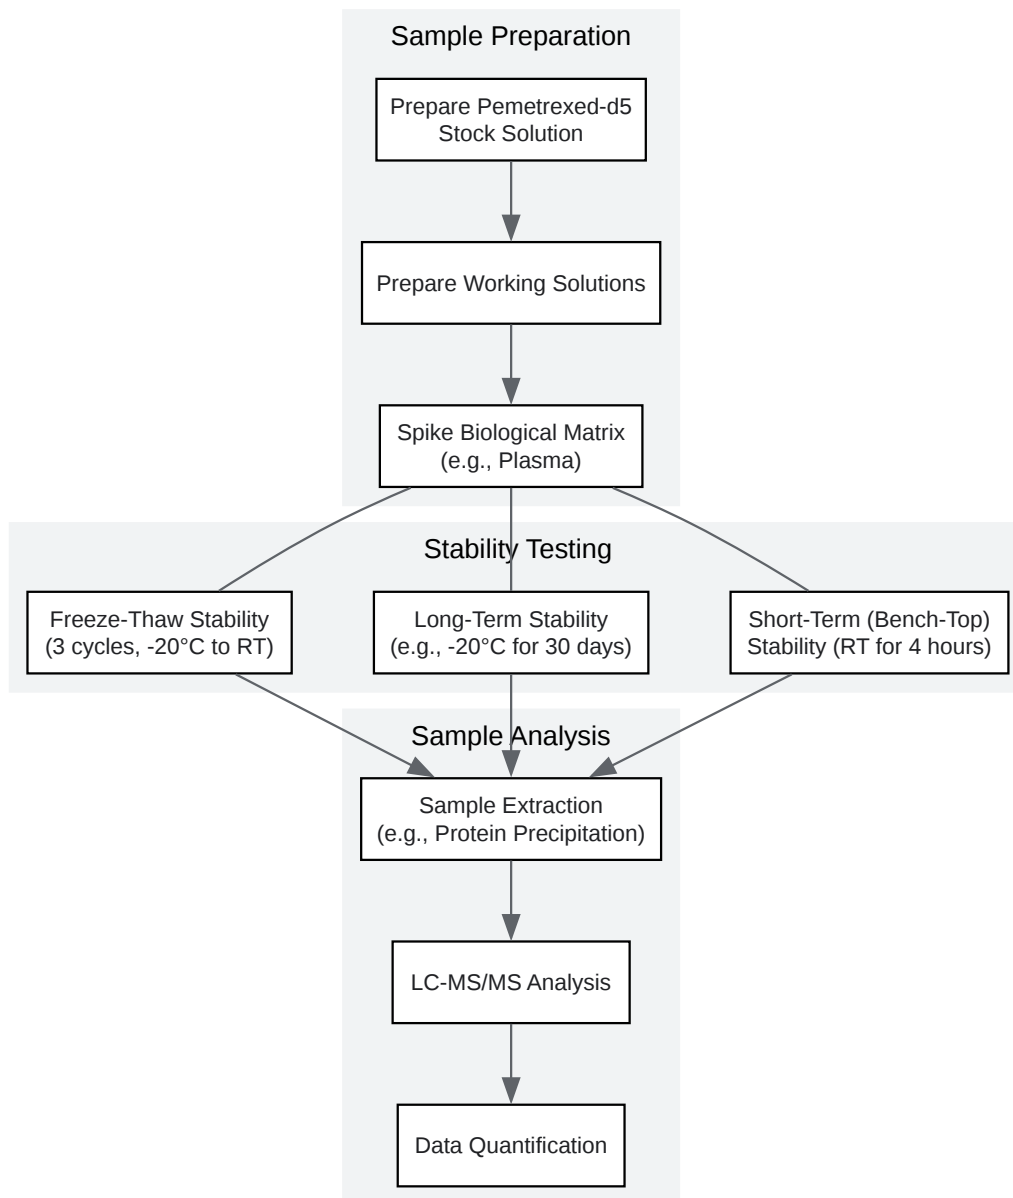 Sample Preparation
Prepare Pemetrexed-d5
Stock Solution
Prepare Working Solutions
Spike Biological Matrix
(e.g., Plasma)
Stability Testing
Freeze-Thaw Stability
(3 cycles, -20°C to RT)
Long-Term Stability
(e.g., -20°C for 30 days)
Short-Term (Bench-Top)
Stability (RT for 4 hours)
Sample Analysis
Sample Extraction
(e.g., Protein Precipitation)
LC-MS/MS Analysis
Data Quantification